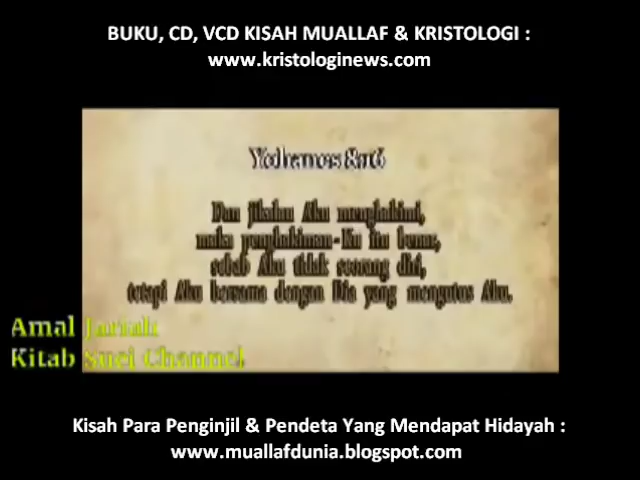 BUKU, CD, VCD KISAH MUALLAF & KRISTOLOGI :
www.kristologinews.com
Yohanes 8:16
Dan jikalau Aku menghakimi,
maka penghakiman-Ku itu benar,
sebab Aku tidak seorang diri,
tetapi Aku bersama dengan Dia yang mengutus Aku.
Amal Jariah
Kitab Suci Channel
Kisah Para Penginjil & Pendeta Yang Mendapat Hidayah :
www.muallafdunia.blogspot.com